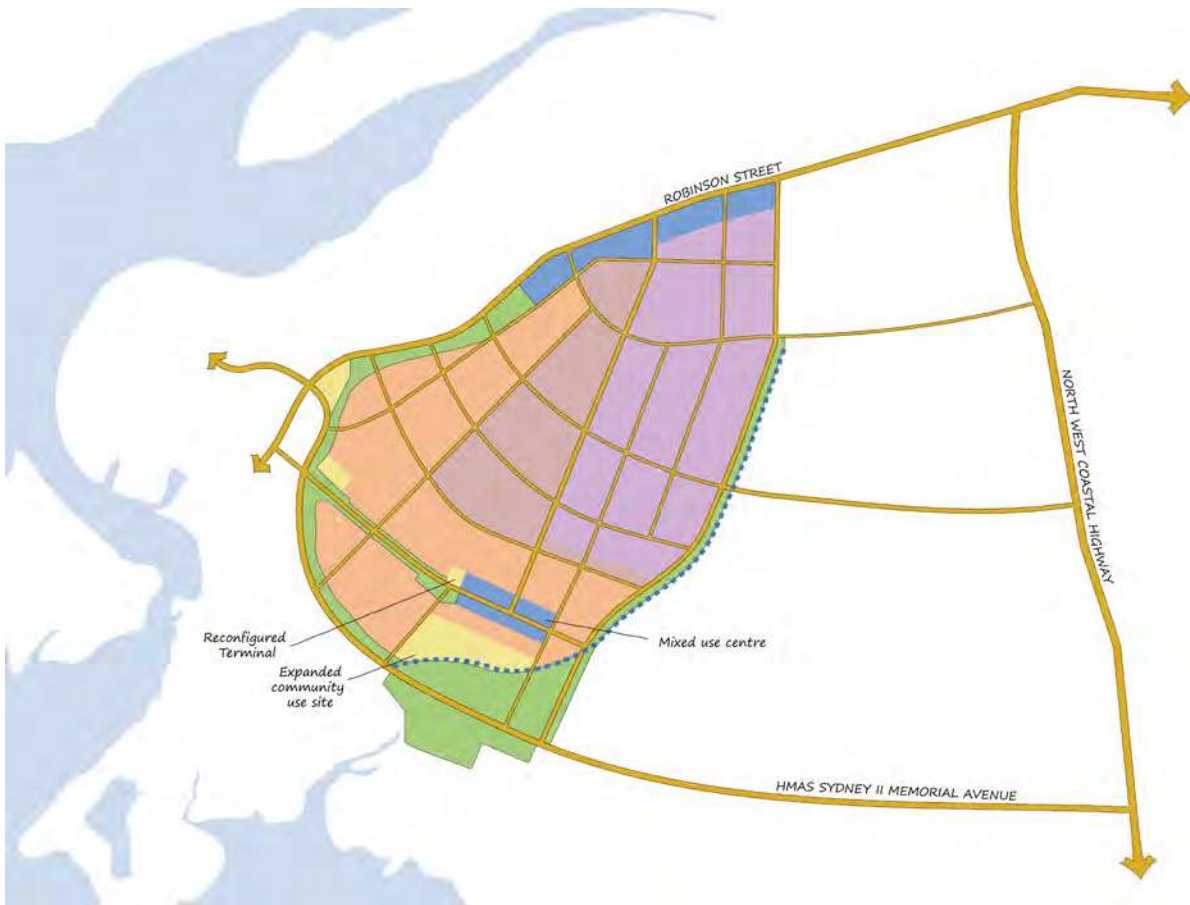 ROBINSON STREET
NORTH WEST COASTAL HIGHWAY
Reconfigured
Terminal
Mixed use centre
Expanded
community
use site
HMAS SYDNEY II MEMORIAL AVENUE